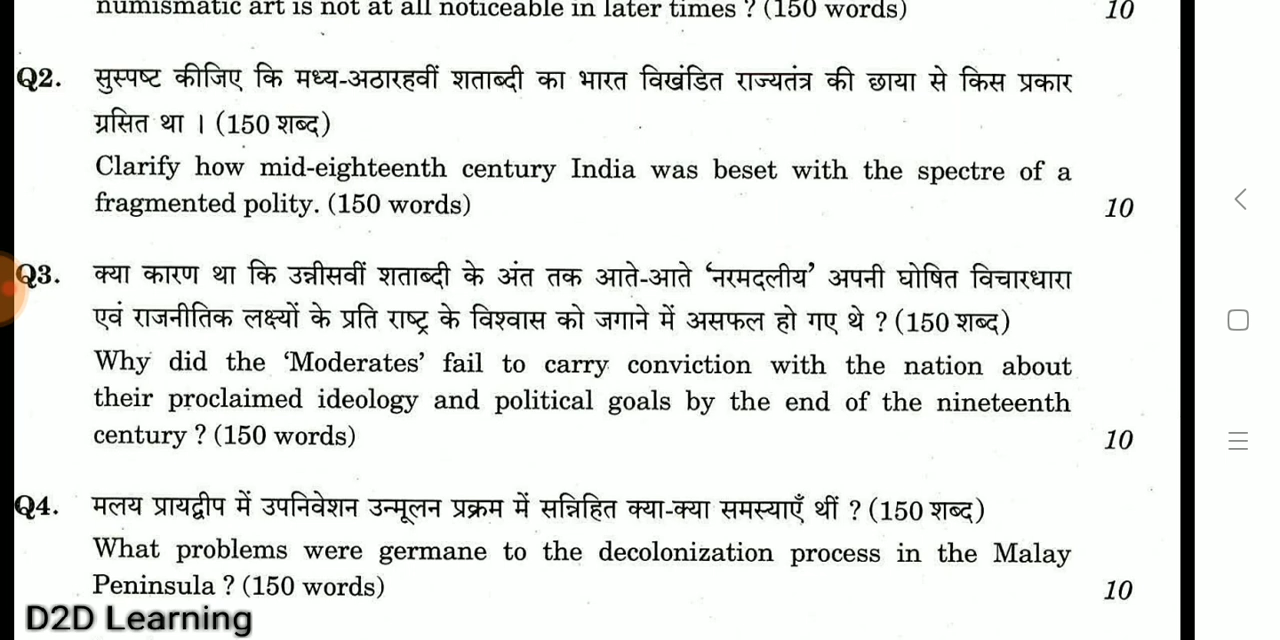 numismatic art is not at all noticeable in later times ? (150 words) 10
Q2. सुस्पष्ट कीजिए कि मध्य-अठारहवीं शताब्दी का भारत विखंडित राज्यतंत्र की छाया से किस प्रकार
ग्रसित था । (150 शब्द)
Clarify how mid-eighteenth century India was beset with the spectre of a
fragmented polity. (150 words) 10
Q3. क्या कारण था कि उन्नीसवीं शताब्दी के अंत तक आते-आते ‘नरमदलीय’ अपनी घोषित विचारधारा
एवं राजनीतिक लक्ष्यों के प्रति राष्ट्र के विश्वास को जगाने में असफल हो गए थे ? (150 शब्द)
Why did the ‘Moderates’ fail to carry conviction with the nation about
their proclaimed ideology and political goals by the end of the nineteenth
century ? (150 words) 10
Q4. मलय प्रायद्वीप में उपनिवेशन उन्मूलन प्रक्रम में सन्निहित क्या-क्या समस्याएँ थीं ? (150 शब्द)
What problems were germane to the decolonization process in the Malay
Peninsula ? (150 words) 10
D2D Learning